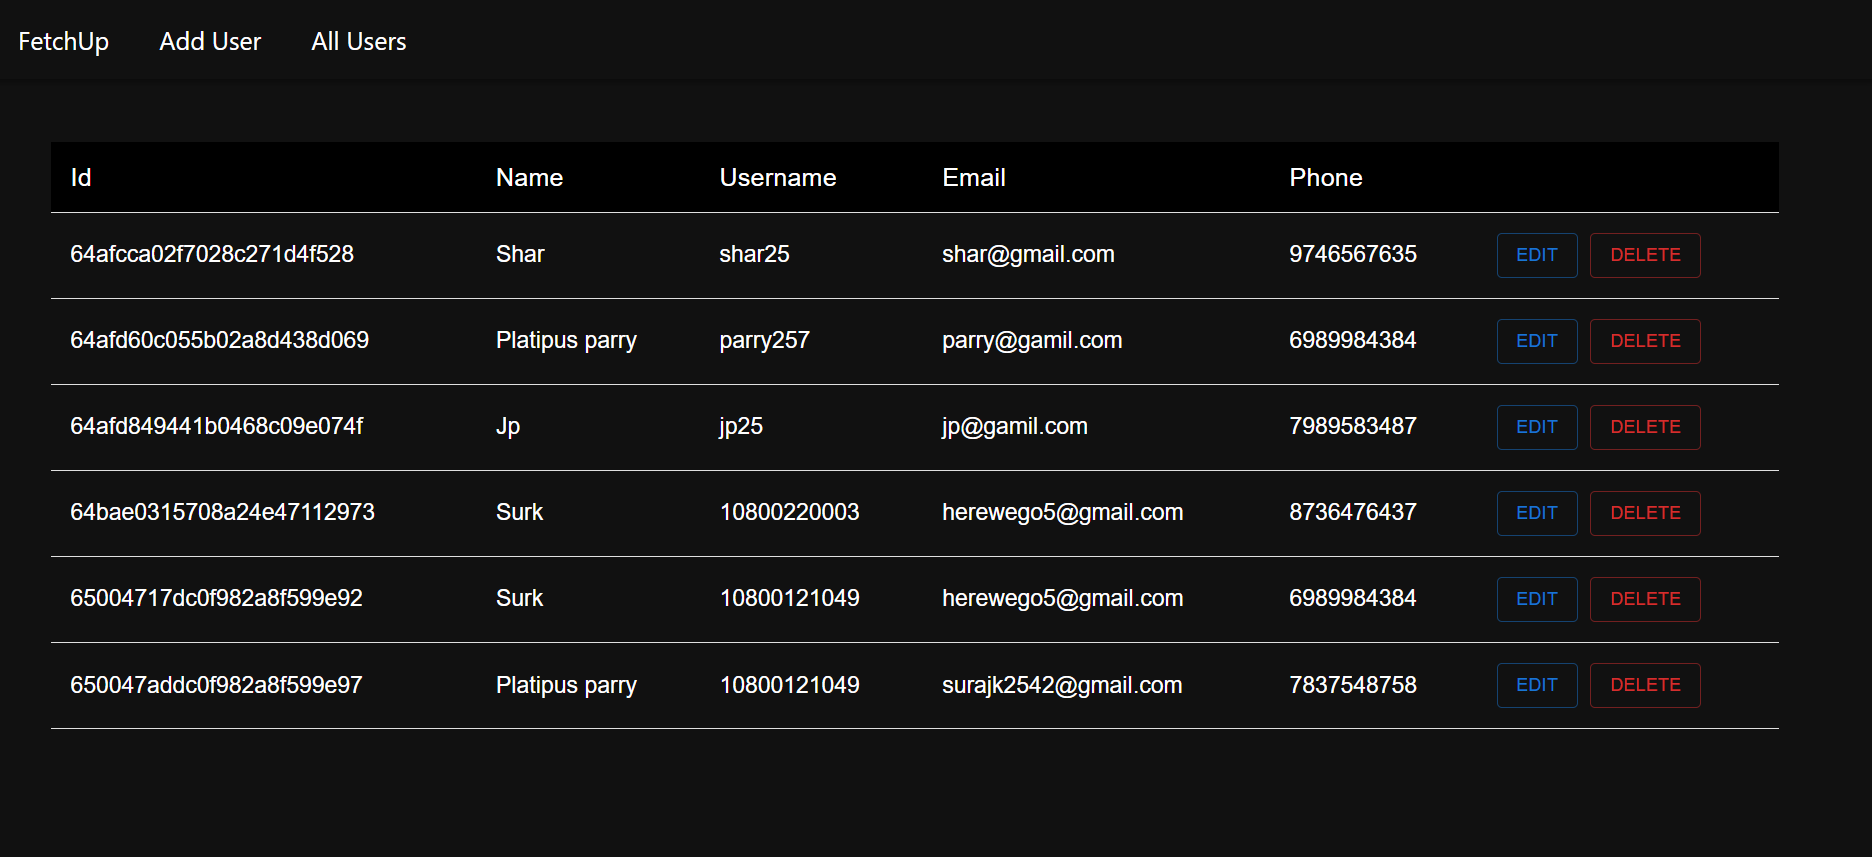 FetchUp Add User All Users
Id Name Username Email Phone
64afcca02f7028c271d4f528 Shar shar25 shar@gmail.com 9746567635 EDIT DELETE
64afd60c055b02a8d438d069 Platipus parry parry257 parry@gamil.com 6989984384 EDIT DELETE
64afd849441b0468c09e074f Jp jp25 jp@gamil.com 7989583487 EDIT DELETE
64bae0315708a24e47112973 Surk 10800220003 herewego5@gmail.com 8736476437 EDIT DELETE
65004717dc0f982a8f599e92 Surk 10800121049 herewego5@gmail.com 6989984384 EDIT DELETE
650047addc0f982a8f599e97 Platipus parry 10800121049 surajk2542@gmail.com 7837548758 EDIT DELETE